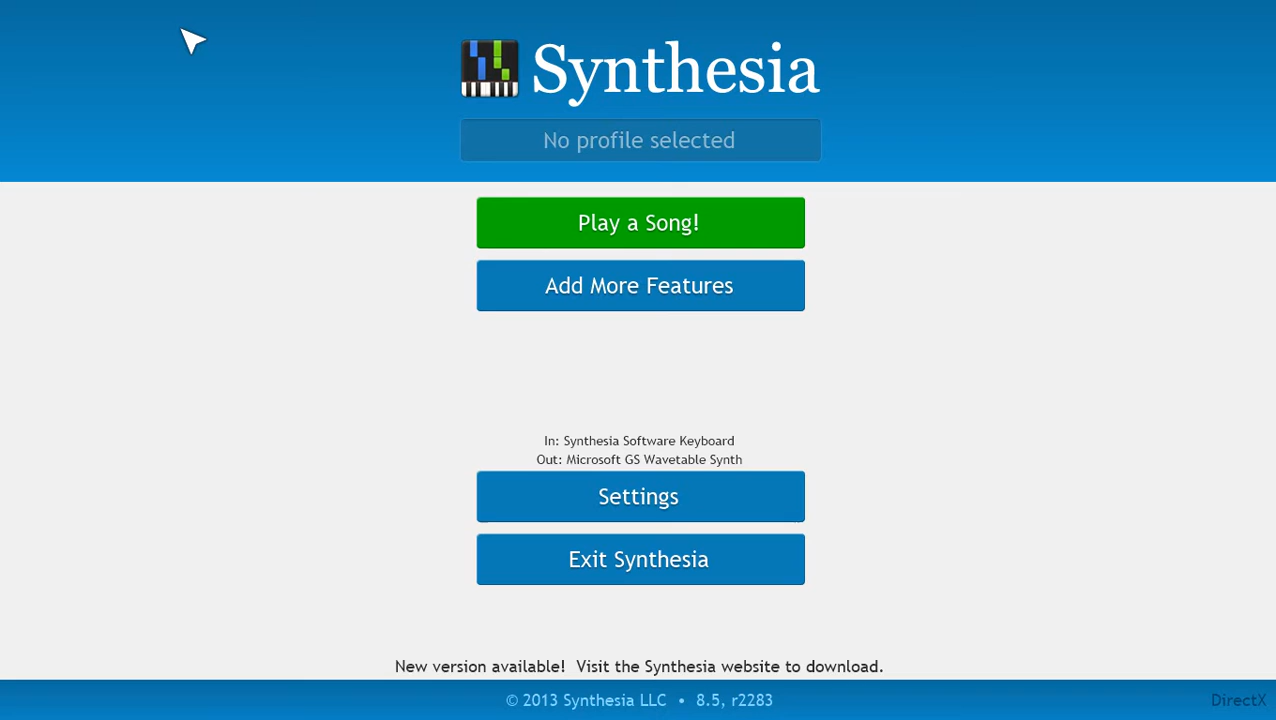 Synthesia
No profile selected
Play a Song!
Add More Features
In: Synthesia Software Keyboard
Out: Microsoft GS Wavetable Synth
Settings
Exit Synthesia
New version available!  Visit the Synthesia website to download.
© 2013 Synthesia LLC • 8.5, r2283
DirectX